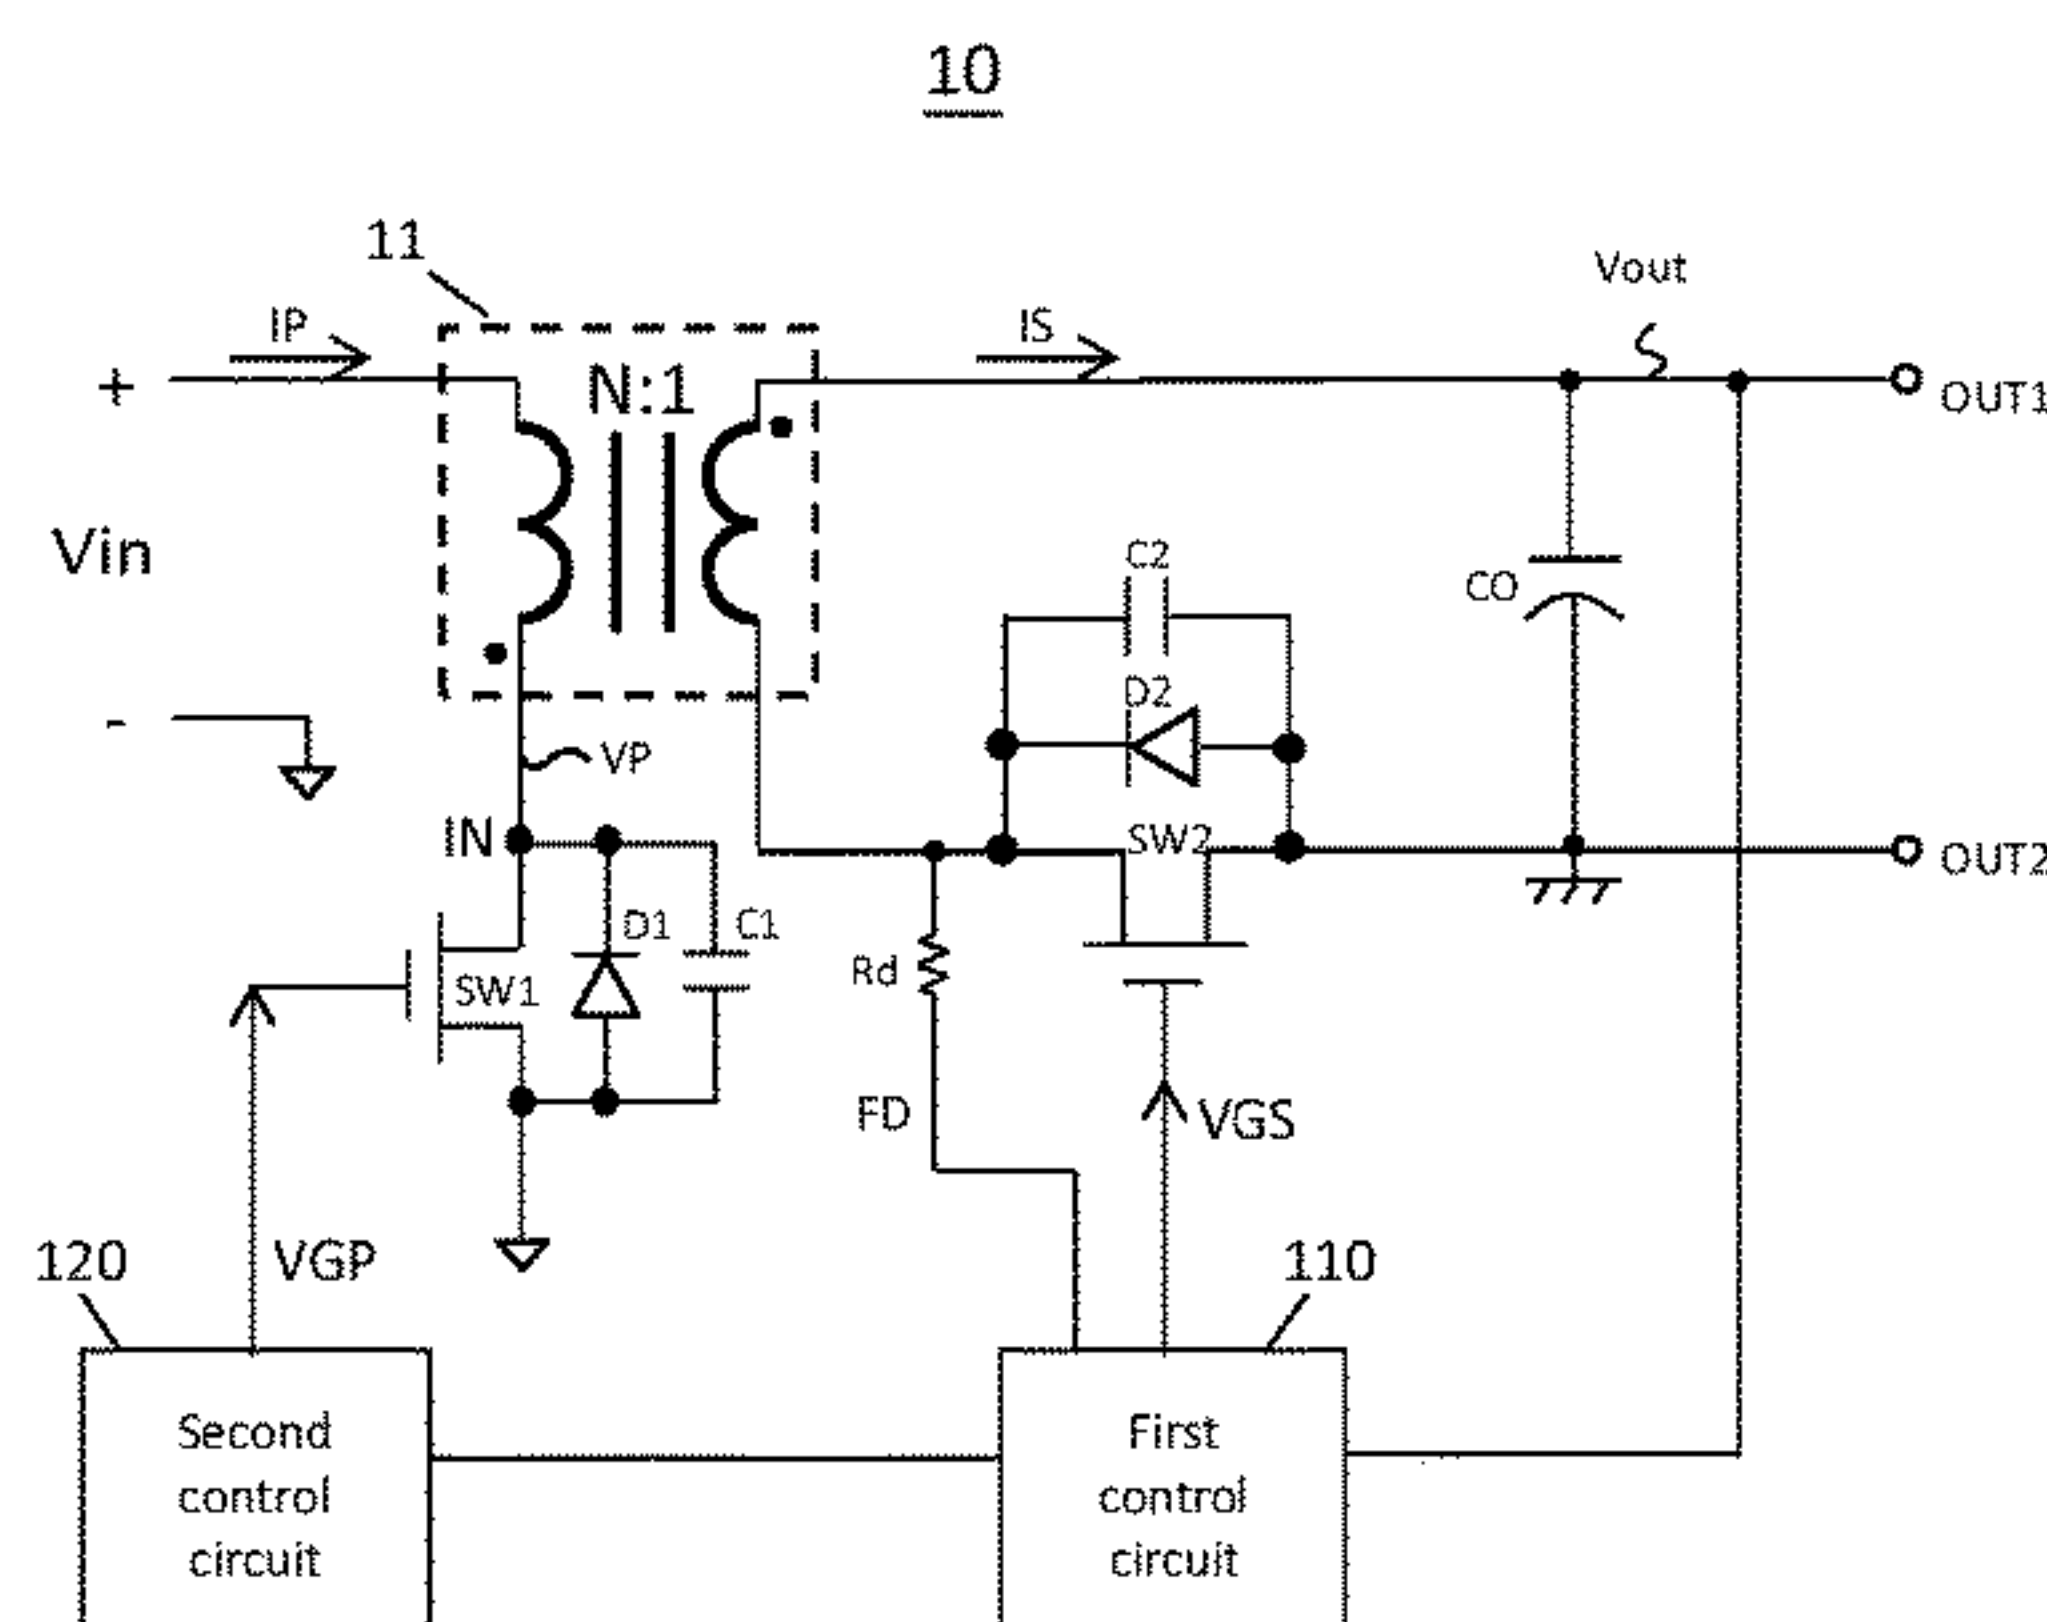 10
11
IP
IS
Vout
+
N:1
OUT1
Vin
C2
CO
D2
-
VP
IN
SW2
OUT2
D1
C1
Rd
SW1
FD
VGS
120
VGP
110
Second
control
circuit
First
control
circuit